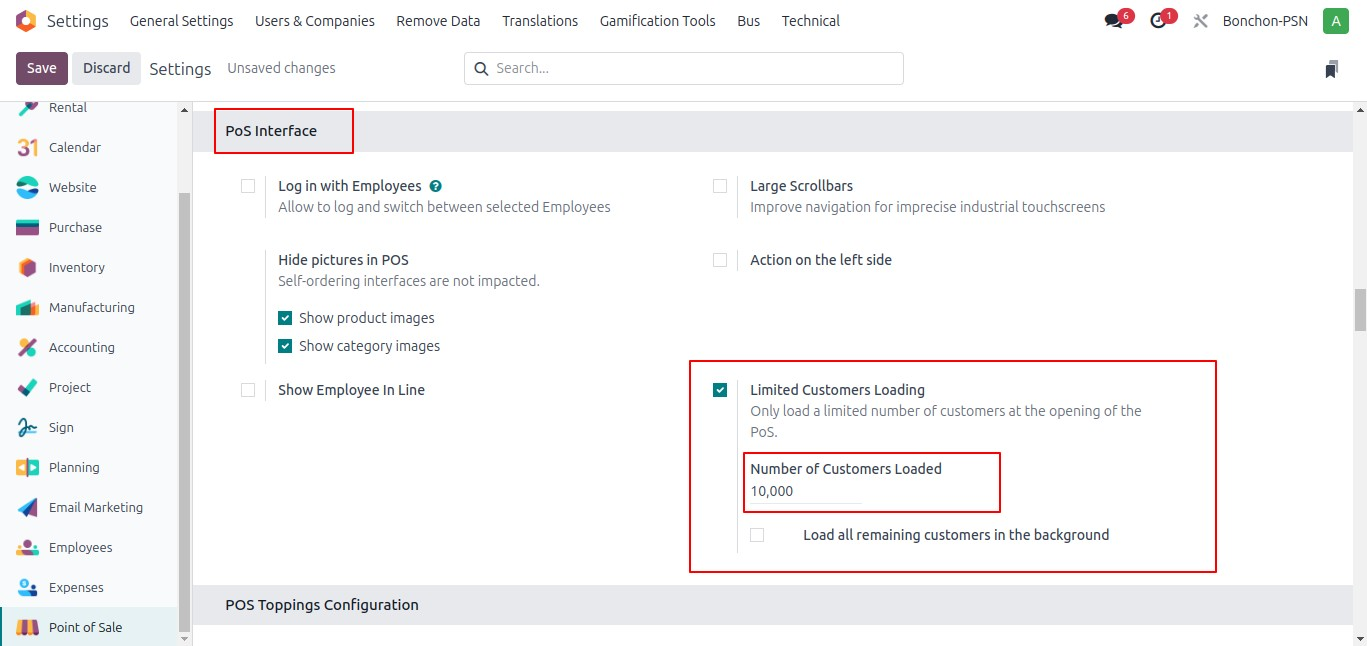 Settings General Settings Users & Companies Remove Data Translations Gamification Tools Bus Technical 6 1 Bonchon-PSN A
Save Discard Settings Unsaved changes Search...
Rental
31 Calendar
Website
Purchase
Inventory
Manufacturing
Accounting
Project
Sign
Planning
Email Marketing
Employees
Expenses
Point of Sale
PoS Interface
Log in with Employees ?
Allow to log and switch between selected Employees
Large Scrollbars
Improve navigation for imprecise industrial touchscreens
Hide pictures in POS
Self-ordering interfaces are not impacted.
Show product images
Show category images
Action on the left side
Show Employee In Line
Limited Customers Loading
Only load a limited number of customers at the opening of the
PoS.
Number of Customers Loaded
10,000
Load all remaining customers in the background
POS Toppings Configuration